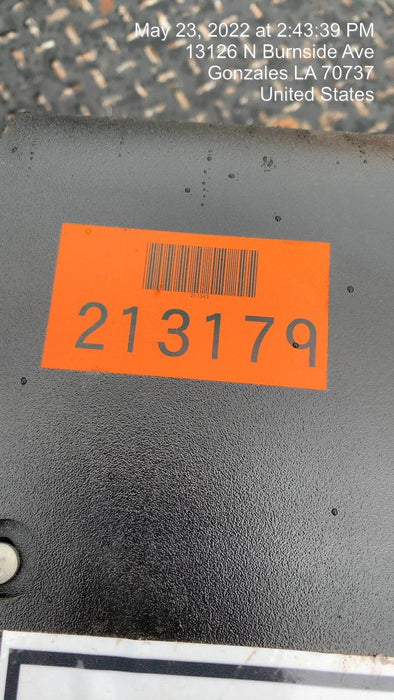 May 23, 2022 at 2:43:39 PM
13126 N Burnside Ave
Gonzales LA 70737
United States
213179